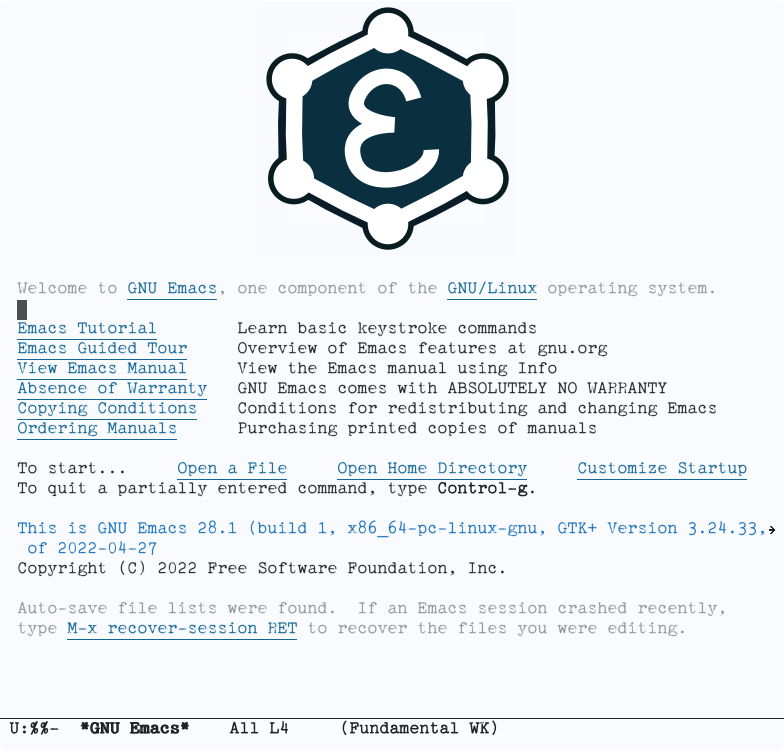 Welcome to GNU Emacs, one component of the GNU/Linux operating system.
Emacs Tutorial Learn basic keystroke commands
Emacs Guided Tour Overview of Emacs features at gnu.org
View Emacs Manual View the Emacs manual using Info
Absence of Warranty GNU Emacs comes with ABSOLUTELY NO WARRANTY
Copying Conditions Conditions for redistributing and changing Emacs
Ordering Manuals Purchasing printed copies of manuals
To start... Open a File Open Home Directory Customize Startup
To quit a partially entered command, type Control-g.
This is GNU Emacs 28.1 (build 1, x86_64-pc-linux-gnu, GTK+ Version 3.24.33,
of 2022-04-27
Copyright (C) 2022 Free Software Foundation, Inc.
Auto-save file lists were found. If an Emacs session crashed recently,
type M-x recover-session RET to recover the files you were editing.
U:%%- *GNU Emacs* All L4 (Fundamental WK)